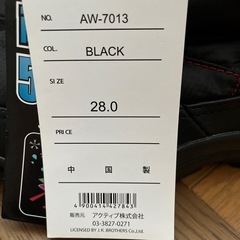 NO. AW-7013
COL. BLACK
SIZE 28.0
PRICE
中国製
4900414427843
販売元 アクティブ株式会社
03-3827-0271
LICENSED BY J.K. BROTHERS CO.,Ltd.